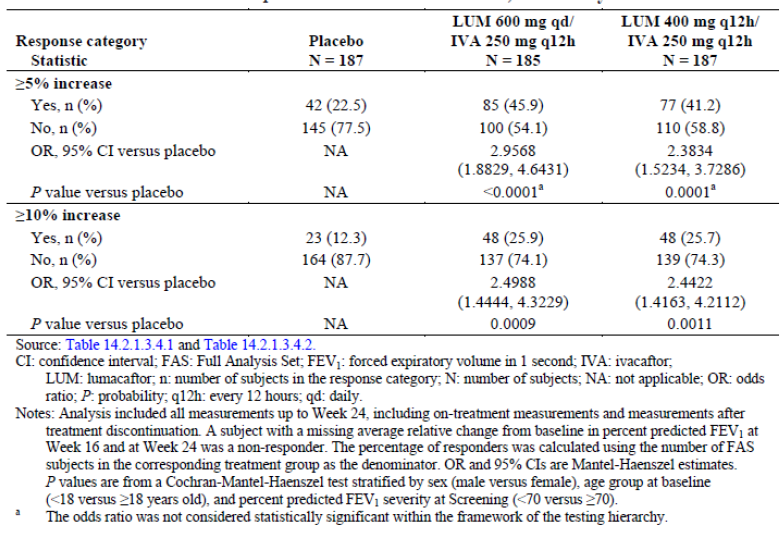 LUM 600 mg qd/ LUM 400 mg q12h/
Response category Placebo IVA 250 mg q12h IVA 250 mg q12h
Statistic N = 187 N = 185 N = 187
≥5% increase
Yes, n (%) 42 (22.5) 85 (45.9) 77 (41.2)
No, n (%) 145 (77.5) 100 (54.1) 110 (58.8)
OR, 95% CI versus placebo NA 2.9568 2.3834
(1.8829, 4.6431) (1.5234, 3.7286)
P value versus placebo NA <0.0001a 0.0001a
≥10% increase
Yes, n (%) 23 (12.3) 48 (25.9) 48 (25.7)
No, n (%) 164 (87.7) 137 (74.1) 139 (74.3)
OR, 95% CI versus placebo NA 2.4988 2.4422
(1.4444, 4.3229) (1.4163, 4.2112)
P value versus placebo NA 0.0009 0.0011
Source: Table 14.2.1.3.4.1 and Table 14.2.1.3.4.2.
CI: confidence interval; FAS: Full Analysis Set; FEV1: forced expiratory volume in 1 second; IVA: ivacaftor;
LUM: lumacaftor; n: number of subjects in the response category; N: number of subjects; NA: not applicable; OR: odds
ratio; P: probability; q12h: every 12 hours; qd: daily.
Notes: Analysis included all measurements up to Week 24, including on-treatment measurements and measurements after
treatment discontinuation. A subject with a missing average relative change from baseline in percent predicted FEV1 at
Week 16 and at Week 24 was a non-responder. The percentage of responders was calculated using the number of FAS
subjects in the corresponding treatment group as the denominator. OR and 95% CIs are Mantel-Haenszel estimates.
P values are from a Cochran-Mantel-Haenszel test stratified by sex (male versus female), age group at baseline
(<18 versus ≥18 years old), and percent predicted FEV1 severity at Screening (<70 versus ≥70).
a The odds ratio was not considered statistically significant within the framework of the testing hierarchy.